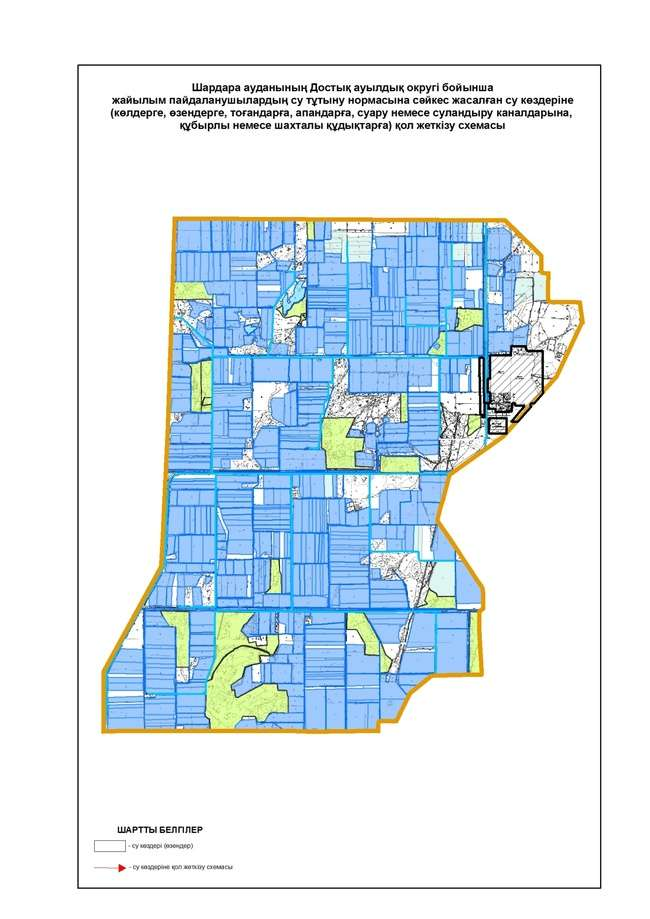 Шардара ауданының Достық ауылдық округі бойынша
жайылым пайдаланушылардың су тұтыну нормасына сәйкес жасалған су көздеріне
(көлдерге, өзендерге, тоғандарға, апандарға, суару немесе суландыру каналдарына,
құбырлы немесе шахталы құдықтарға) қол жеткізу схемасы
ШАРТТЫ БЕЛГІЛЕР
- су көздері (өзендер)
- су көздеріне қол жеткізу схемасы